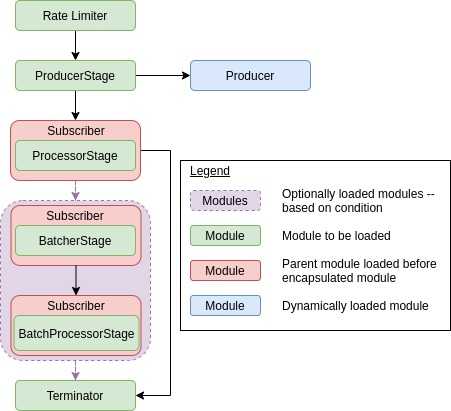 Rate Limiter
ProducerStage
Producer
Subscriber
ProcessorStage
Subscriber
BatcherStage
Subscriber
BatchProcessorStage
Terminator
Legend
Modules
Optionally loaded modules --
based on condition
Module
Module to be loaded
Module
Parent module loaded before
encapsulated module
Module
Dynamically loaded module